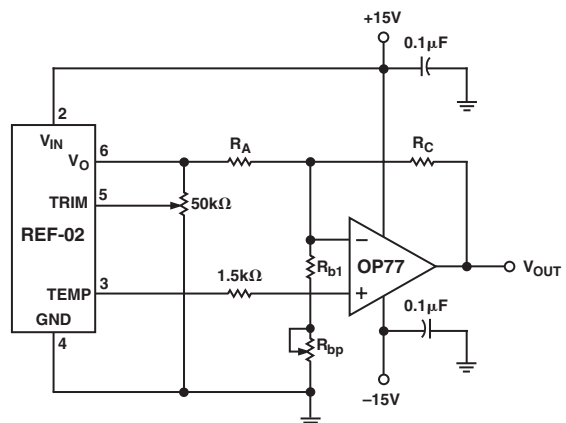 +15V
0.1µF
2
V_IN
V_O
6
R_A
R_C
TRIM
5
50kΩ
REF-02
–
OP77
V_OUT
R_b1
1.5kΩ
TEMP
3
+
0.1µF
GND
R_bp
4
–15V